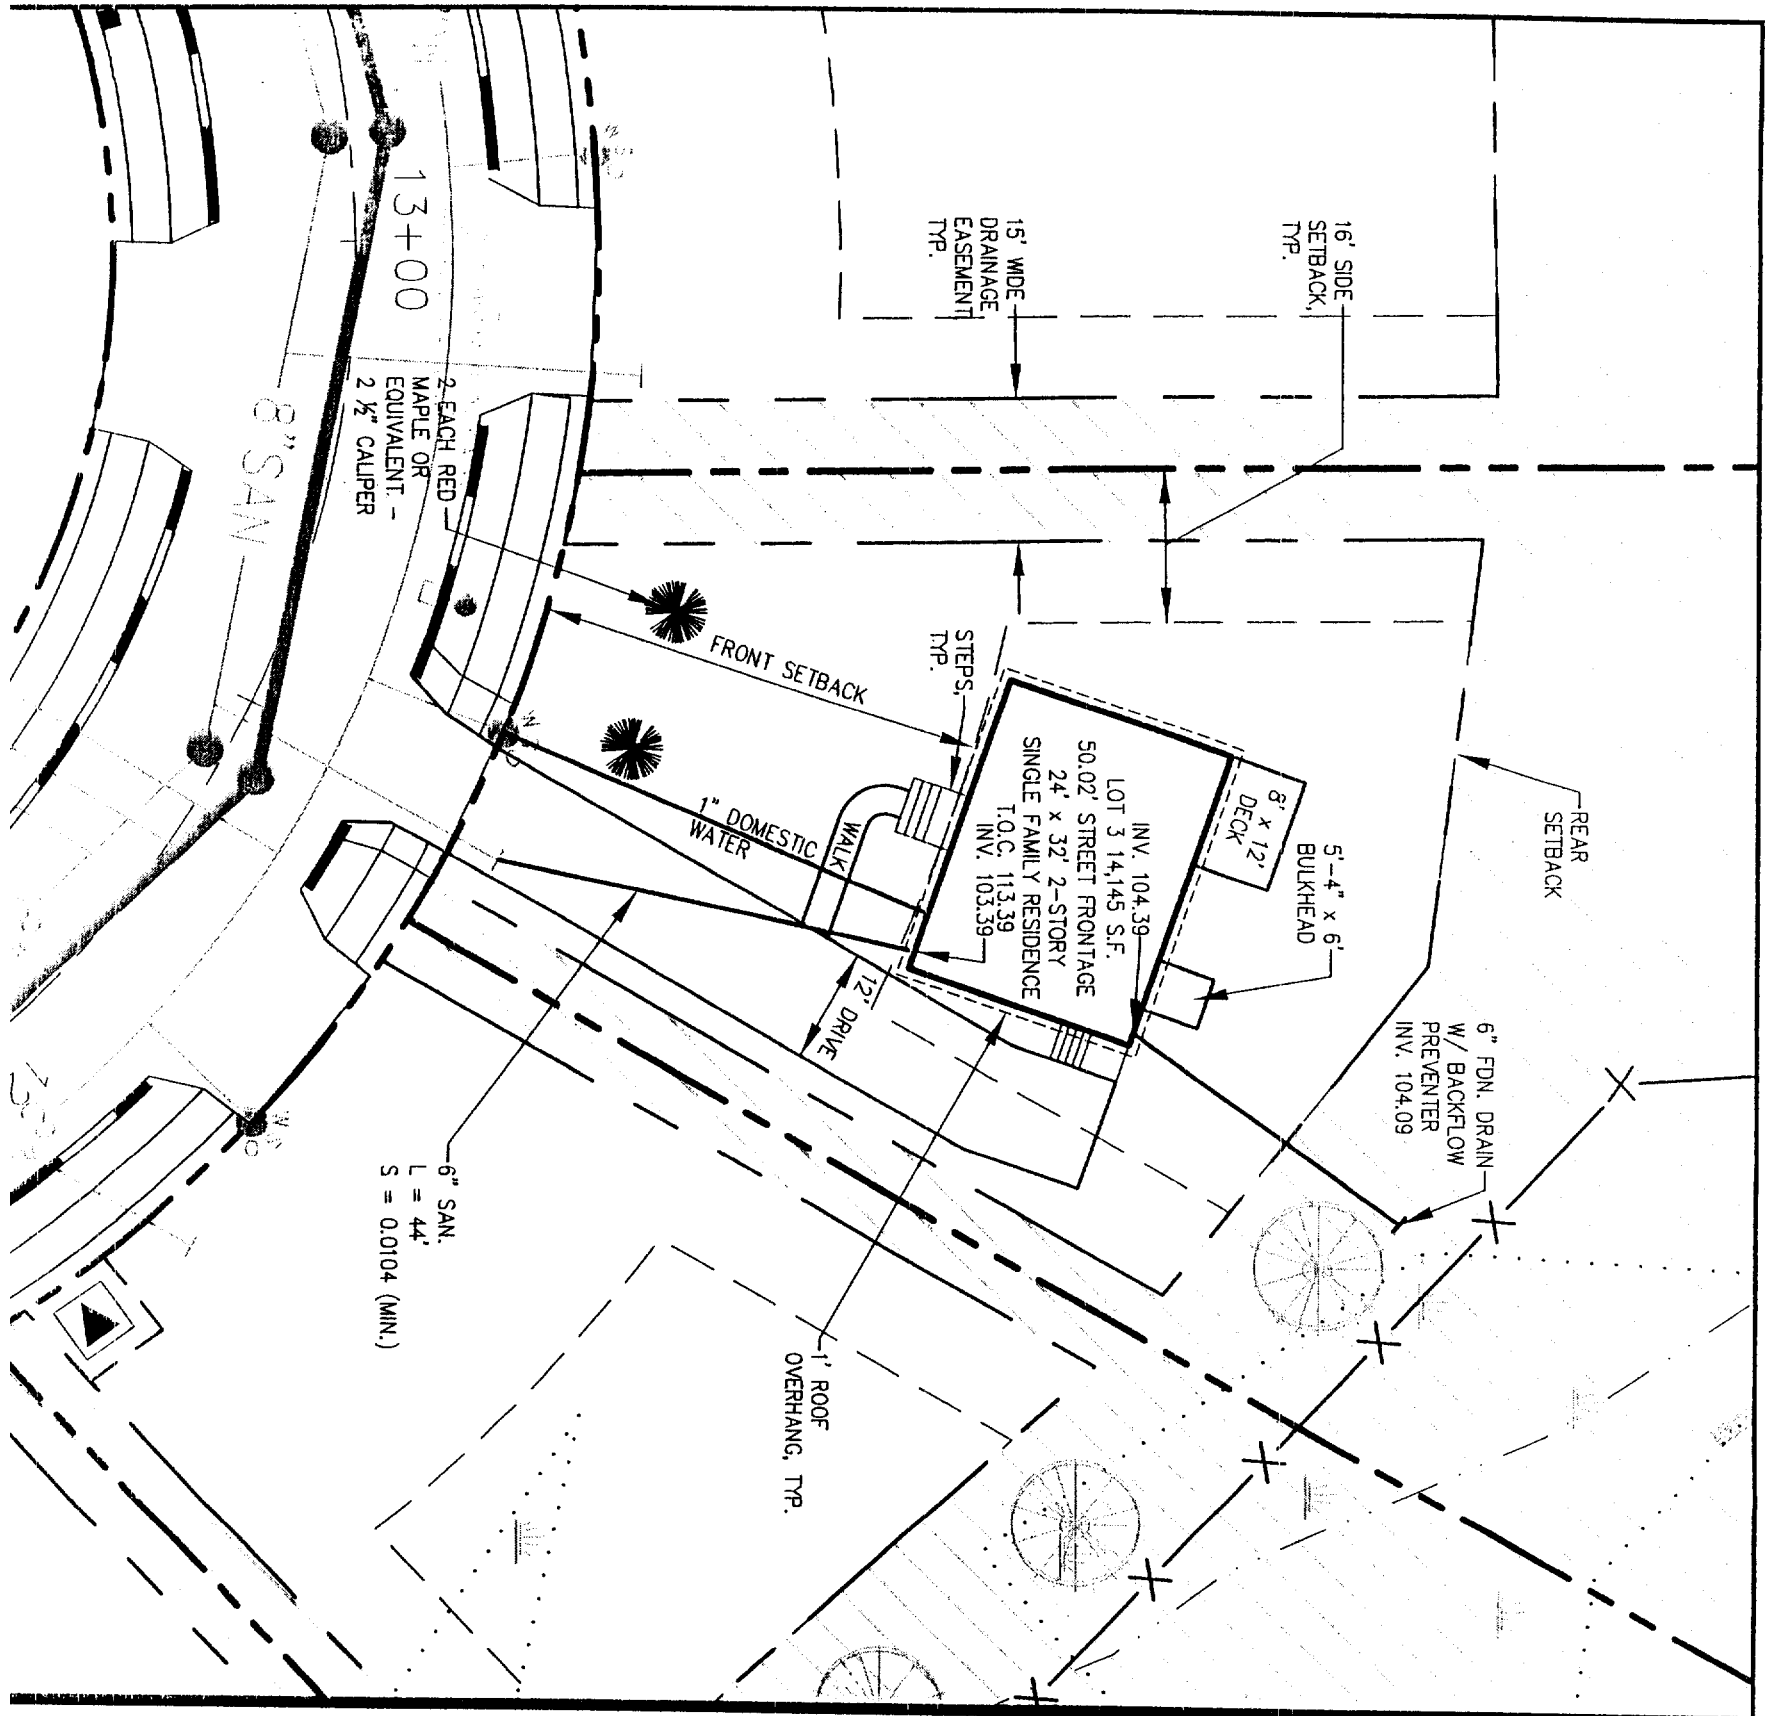 16' SIDE
SETBACK,
TYP.
15' WIDE
DRAINAGE
EASEMENT
TYP.
13+00
2 EACH RED
MAPLE OR
EQUIVALENT.
2 ½" CALIPER
8"SAN
FRONT SETBACK
STEPS,
TYP.
REAR
SETBACK
8' x 12'
DECK
5'-4" x 6'
BULKHEAD
INV. 104.39
LOT 3 14,145 S.F.
50.02' STREET FRONTAGE
24' x 32' 2-STORY
SINGLE FAMILY RESIDENCE
T.O.C. 113.39
INV. 103.39
1" DOMESTIC
WATER
WALK
12' DRIVE
6" FDN. DRAIN
W/ BACKFLOW
PREVENTER
INV. 104.09
6" SAN.
L = 44'
S = 0.0104 (MIN.)
1' ROOF
OVERHANG, TYP.